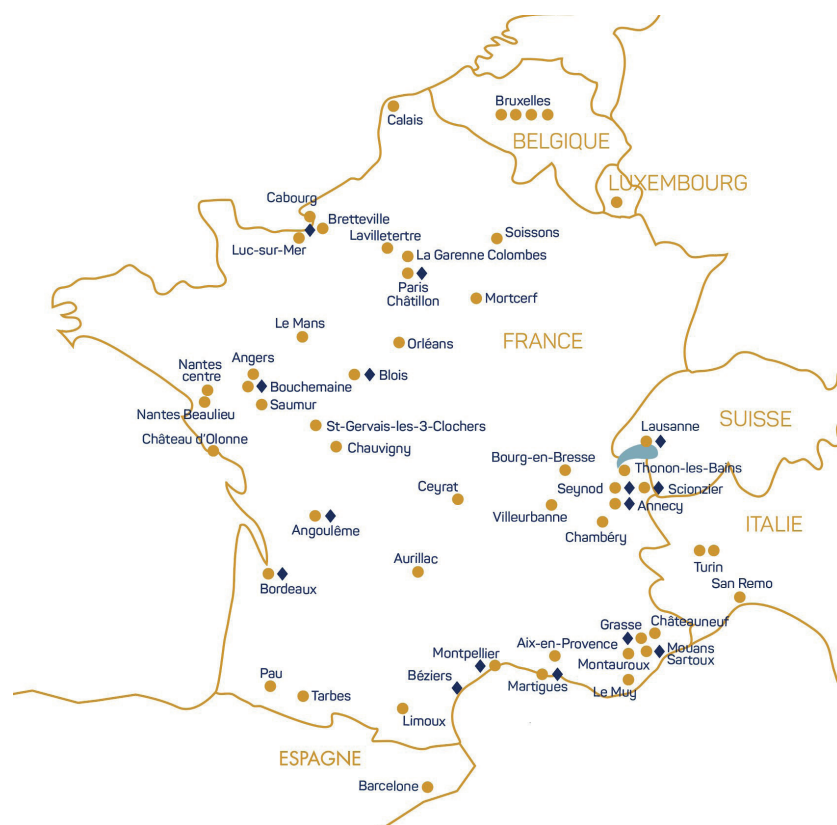 Bruxelles
Calais
BELGIQUE
LUXEMBOURG
Cabourg
Bretteville
Luc-sur-Mer
Lavilletertre
Soissons
La Garenne Colombes
Paris
Châtillon
Mortcerf
Le Mans
Orléans
FRANCE
Angers
Nantes
centre
Bouchemaine
Blois
Nantes Beaulieu
Saumur
St-Gervais-les-3-Clochers
Château d'Olonne
Chauvigny
SUISSE
Lausanne
Bourg-en-Bresse
Thonon-les-Bains
Ceyrat
Seynod
Scionzier
Villeurbanne
Annecy
Chambéry
ITALIE
Angoulême
Aurillac
Turin
Bordeaux
San Remo
Grasse
Châteauneuf
Aix-en-Provence
Mouans
Sartoux
Montpellier
Montauroux
Béziers
Martigues
Le Muy
Pau
Tarbes
Limoux
ESPAGNE
Barcelone